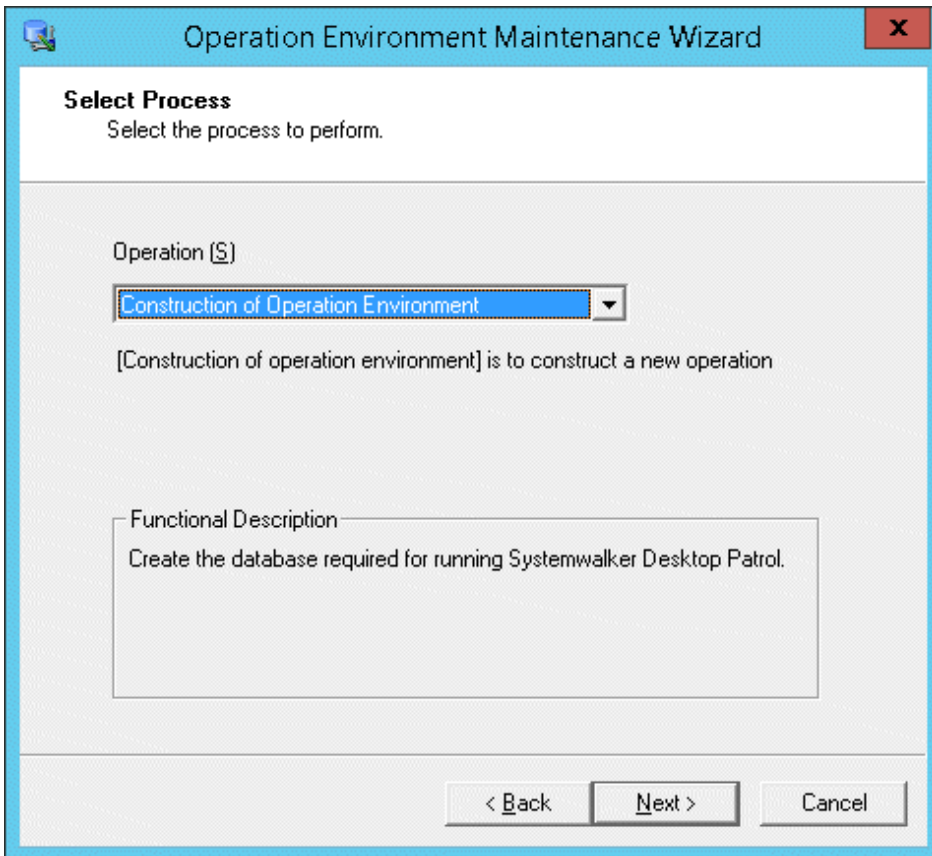 Operation Environment Maintenance Wizard
x
Select Process
Select the process to perform.
Operation (S)
Construction of Operation Environment
[Construction of operation environment] is to construct a new operation
Functional Description
Create the database required for running Systemwalker Desktop Patrol.
< Back
Next >
Cancel